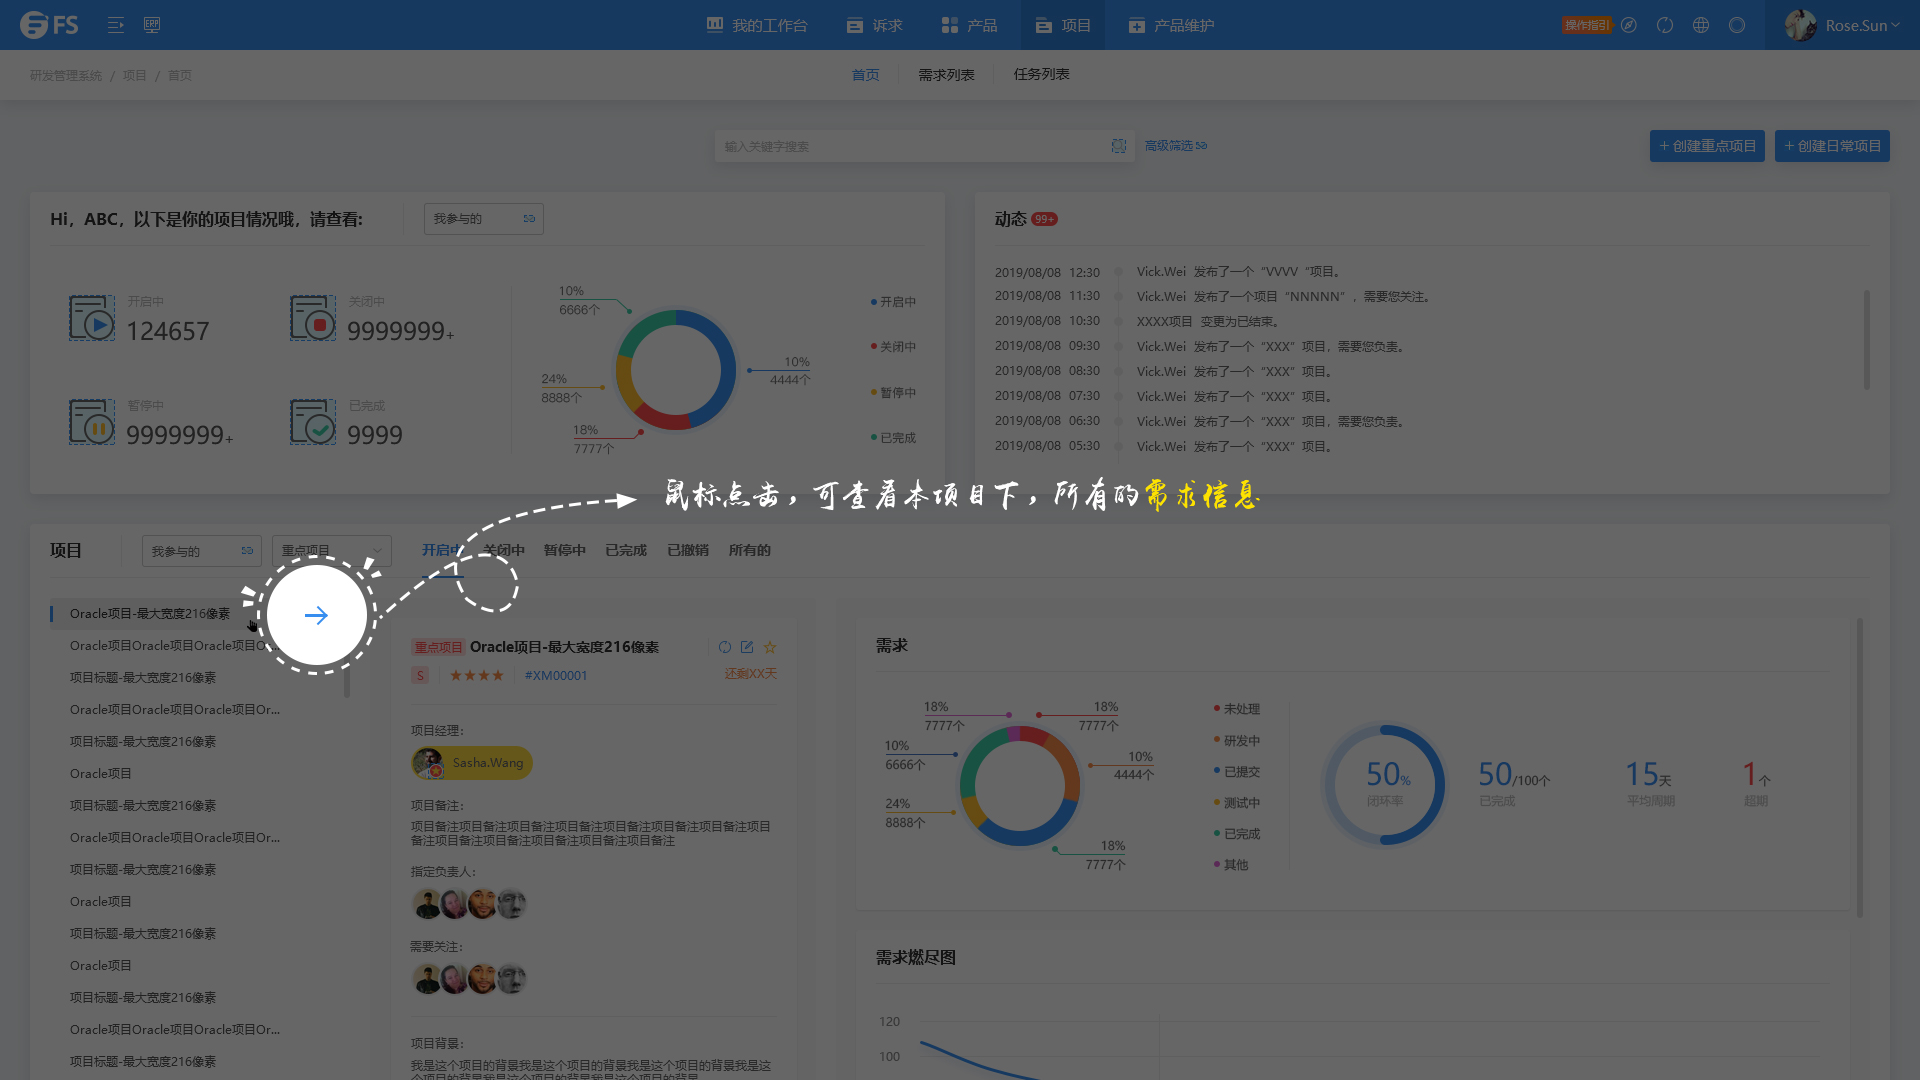 FS
我的工作台
诉求
产品
项目
产品维护
操作指引
Rose.Sun
研发管理系统 / 项目 / 首页
首页
需求列表
任务列表
输入关键字搜索
高级筛选
+ 创建重点项目
+ 创建日常项目
Hi，ABC，以下是你的项目情况哦，请查看:
我参与的
开启中
124657
关闭中
9999999+
暂停中
9999999+
已完成
9999
10%
6666个
10%
4444个
24%
8888个
18%
7777个
开启中
关闭中
暂停中
已完成
动态 99+
2019/08/08 12:30 Vick.Wei 发布了一个“VVVV “项目。
2019/08/08 11:30 Vick.Wei 发布了一个项目“NNNNN”，需要您关注。
2019/08/08 10:30 XXXX项目 变更为已结束。
2019/08/08 09:30 Vick.Wei 发布了一个“XXX”项目，需要您负责。
2019/08/08 08:30 Vick.Wei 发布了一个“XXX”项目。
2019/08/08 07:30 Vick.Wei 发布了一个“XXX”项目。
2019/08/08 06:30 Vick.Wei 发布了一个“XXX”项目，需要您负责。
2019/08/08 05:30 Vick.Wei 发布了一个“XXX”项目。
鼠标点击，可查看本项目下，所有的需求信息
项目
我参与的
重点项目
开启中
关闭中
暂停中
已完成
已撤销
所有的
Oracle项目-最大宽度216像素
Oracle项目Oracle项目Oracle项目O...
项目标题-最大宽度216像素
Oracle项目Oracle项目Oracle项目Or...
项目标题-最大宽度216像素
Oracle项目
项目标题-最大宽度216像素
Oracle项目Oracle项目Oracle项目Or...
项目标题-最大宽度216像素
Oracle项目
项目标题-最大宽度216像素
Oracle项目
项目标题-最大宽度216像素
Oracle项目Oracle项目Oracle项目Or...
项目标题-最大宽度216像素
重点项目 Oracle项目-最大宽度216像素
S
#XM00001
还剩XX天
项目经理:
Sasha.Wang
项目备注:
项目备注项目备注项目备注项目备注项目备注项目备注项目备注项目
备注项目备注项目备注项目备注项目备注项目备注
指定负责人:
需要关注:
项目背景:
我是这个项目的背景我是这个项目的背景我是这个项目的背景我是这
个项目的背景我是这个项目的背景我是这个项目的背景
需求
18%
7777个
18%
7777个
10%
6666个
10%
4444个
24%
8888个
18%
7777个
未处理
研发中
已提交
测试中
已完成
其他
50%
闭环率
50/100个
已完成
15天
平均周期
1个
超期
需求燃尽图
120
100